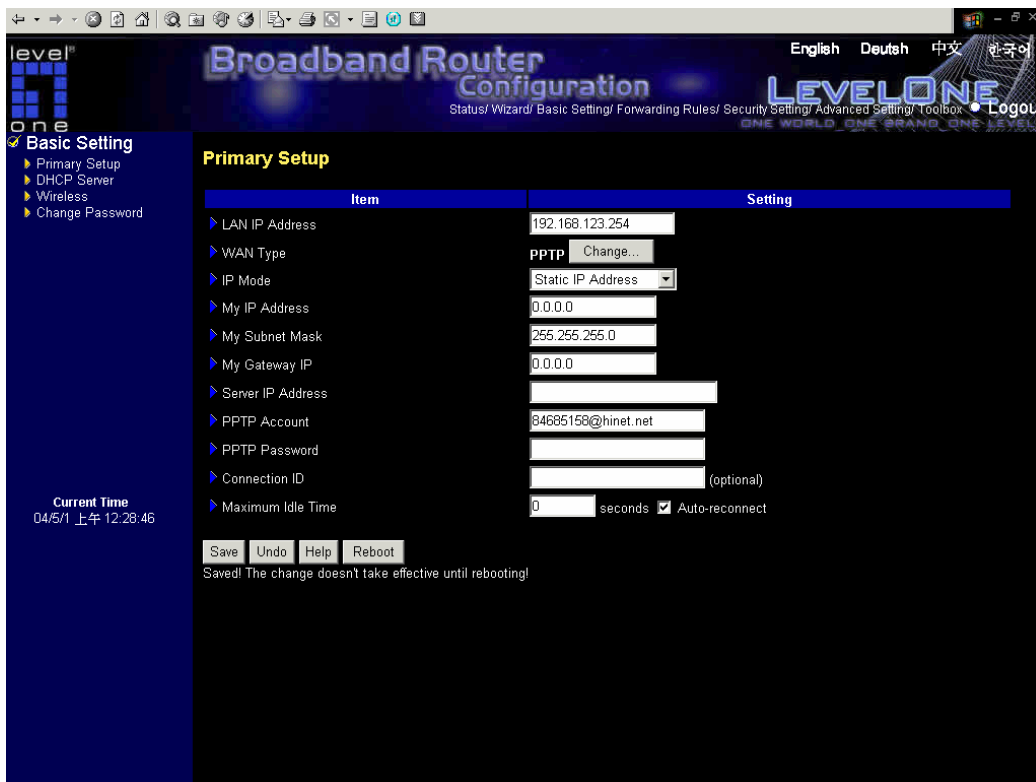 level®
one
Broadband Router
Configuration
English Deutsh 中文 한국어
LEVELONE
Status/ Wizard/ Basic Setting/ Forwarding Rules/ Security Setting/ Advanced Setting/ Toolbox Logou
ONE WORLD ONE BRAND ONE LEVEL
Basic Setting
Primary Setup
DHCP Server
Wireless
Change Password
Current Time
04/5/1 上午 12:28:46
Primary Setup
Item Setting
LAN IP Address 192.168.123.254
WAN Type PPTP Change...
IP Mode Static IP Address
My IP Address 0.0.0.0
My Subnet Mask 255.255.255.0
My Gateway IP 0.0.0.0
Server IP Address
PPTP Account 84685158@hinet.net
PPTP Password
Connection ID (optional)
Maximum Idle Time 0 seconds Auto-reconnect
Save Undo Help Reboot
Saved! The change doesn't take effective until rebooting!